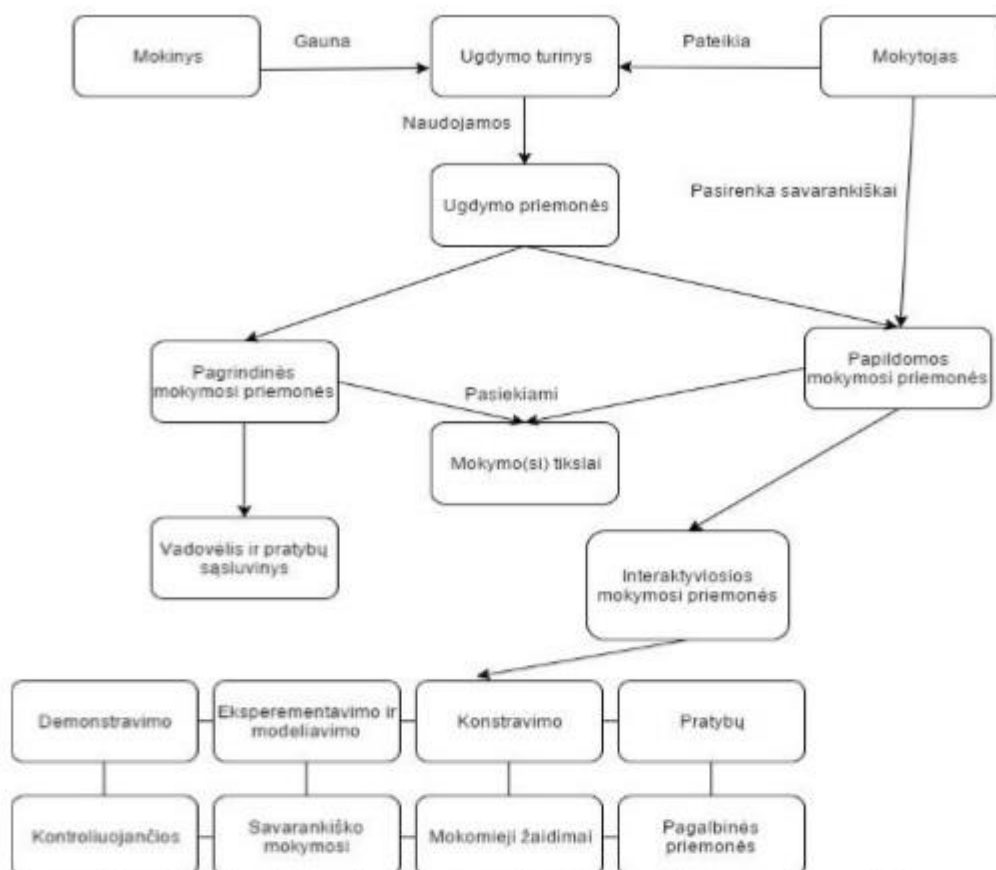 Mokinys
Gauna
Ugdymo turinys
Pateikia
Mokytojas
Naudojamos
Pasirenka savarankiškai
Ugdymo priemonės
Pagrindinės
mokymosi priemonės
Pasiekiami
Papildomos
mokymosi priemonės
Mokymo(si) tikslai
Vadovėlis ir pratybų
sąsiuvinys
Interaktyviosios
mokymosi priemonės
Demonstravimo
Eksperementavimo ir
modeliavimo
Konstravimo
Pratybų
Kontroliuojančios
Savarankiško
mokymosi
Mokomieji žaidimai
Pagalbinės
priemonės